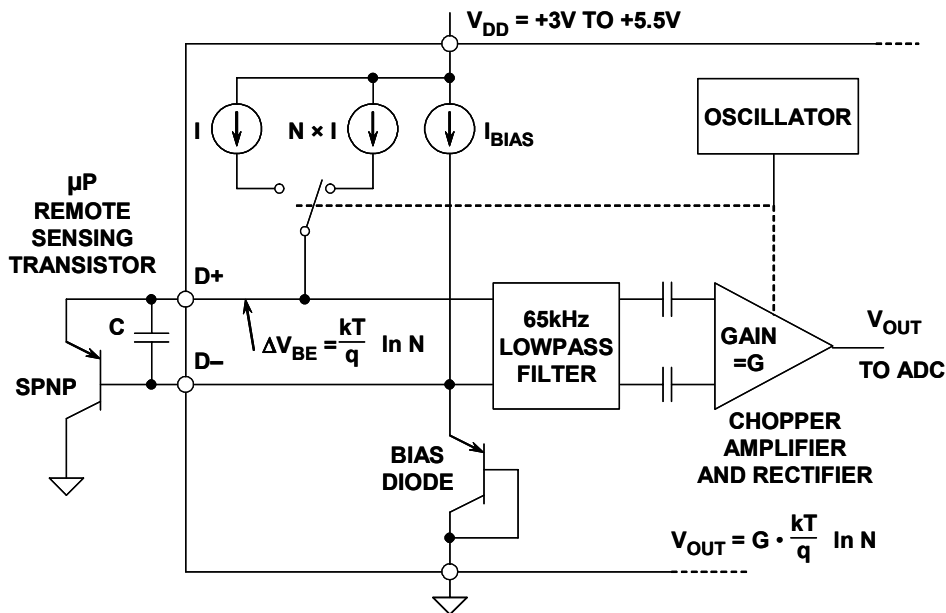 V_DD = +3V TO +5.5V
I
N × I
I_BIAS
OSCILLATOR
µP
REMOTE
SENSING
TRANSISTOR
D+
C
ΔV_BE = kT/q ln N
D–
SPNP
65kHz
LOWPASS
FILTER
GAIN
=G
V_OUT
TO ADC
CHOPPER
AMPLIFIER
AND RECTIFIER
BIAS
DIODE
V_OUT = G • kT/q ln N